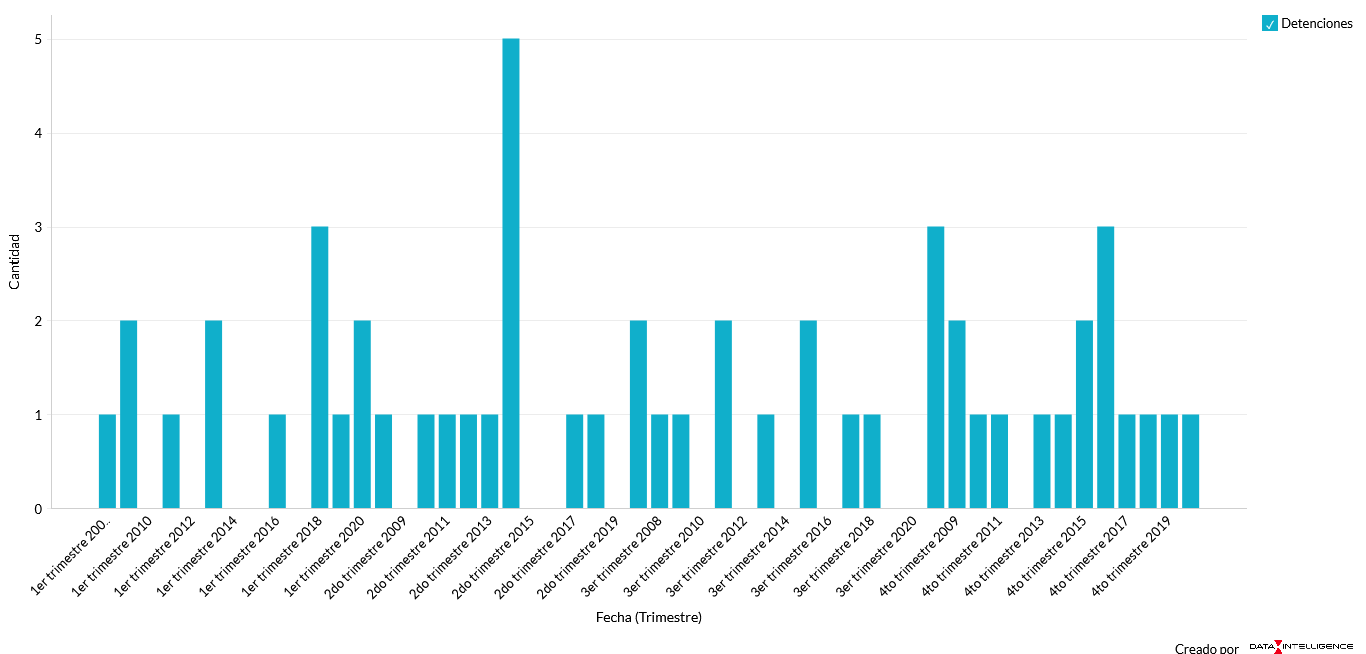 Detenciones
5
4
3
2
1
0
Cantidad
1er trimestre 200..
1er trimestre 2010
1er trimestre 2012
1er trimestre 2014
1er trimestre 2016
1er trimestre 2018
1er trimestre 2020
2do trimestre 2009
2do trimestre 2011
2do trimestre 2013
2do trimestre 2015
2do trimestre 2017
2do trimestre 2019
3er trimestre 2008
3er trimestre 2010
3er trimestre 2012
3er trimestre 2014
3er trimestre 2016
3er trimestre 2018
3er trimestre 2020
4to trimestre 2009
4to trimestre 2011
4to trimestre 2013
4to trimestre 2015
4to trimestre 2017
4to trimestre 2019
Fecha (Trimestre)
Creado por DATA INTELLIGENCE